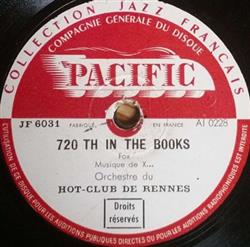 COLLECTION JAZZ FRANCAIS
COMPAGNIE GÉNÉRALE DU DISQUE
PACIFIC
JF 6031
FABRIQUÉ EN FRANCE
AI 0228
720 TH IN THE BOOKS
Fox
Musique de X...
Orchestre du
HOT-CLUB DE RENNES
Droits
réservés
L'UTILISATION DE CE DISQUE POUR LES AUDITIONS PUBLIQUES DIRECTES OU POUR LES AUDITIONS RADIOPHONIQUES EST INTERDITE